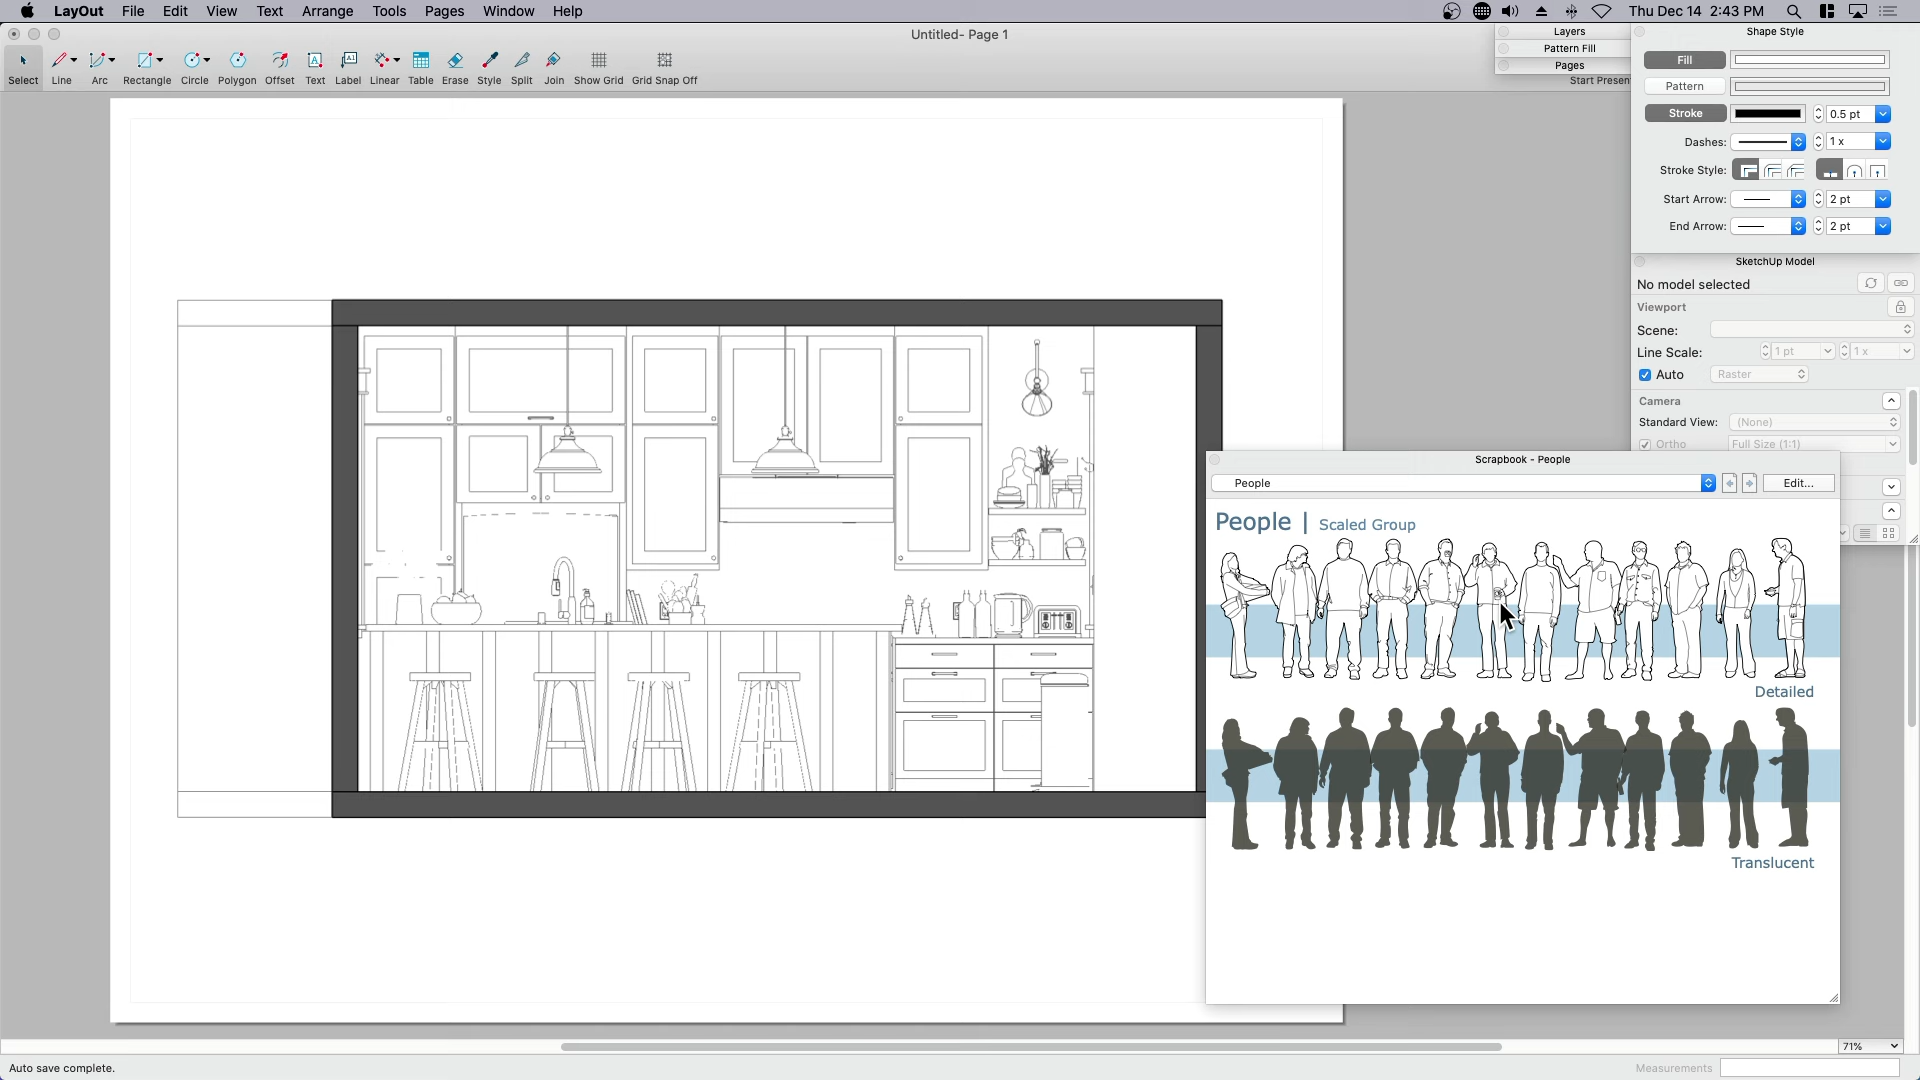 LayOut File Edit View Text Arrange Tools Pages Window Help
Thu Dec 14 2:43 PM
Untitled- Page 1
Select Line Arc Rectangle Circle Polygon Offset Text Label Linear Table Erase Style Split Join Show Grid Grid Snap Off
Layers
Pattern Fill
Pages
Start Presen
Shape Style
Fill
Pattern
Stroke 0.5 pt
Dashes: 1 x
Stroke Style:
Start Arrow: 2 pt
End Arrow: 2 pt
SketchUp Model
No model selected
Viewport
Scene:
Line Scale: 1 pt 1 x
Auto Raster
Camera
Standard View: (None)
Ortho Full Size (1:1)
Scrapbook - People
People Edit...
People | Scaled Group
Detailed
Translucent
71%
Auto save complete.
Measurements